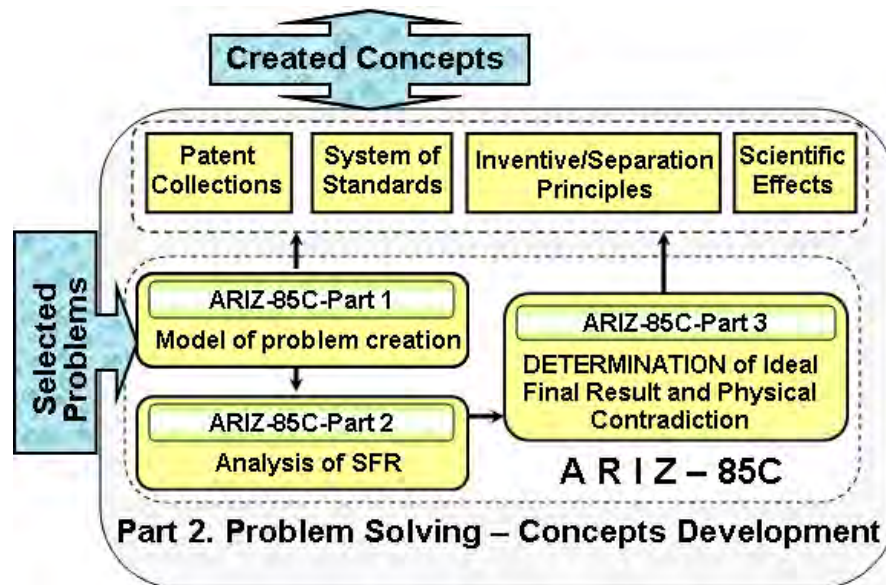 Created Concepts
Patent
Collections
System of
Standards
Inventive/Separation
Principles
Scientific
Effects
Selected
Problems
ARIZ-85C-Part 1
Model of problem creation
ARIZ-85C-Part 2
Analysis of SFR
ARIZ-85C-Part 3
DETERMINATION of Ideal
Final Result and Physical
Contradiction
A R I Z – 85C
Part 2. Problem Solving – Concepts Development